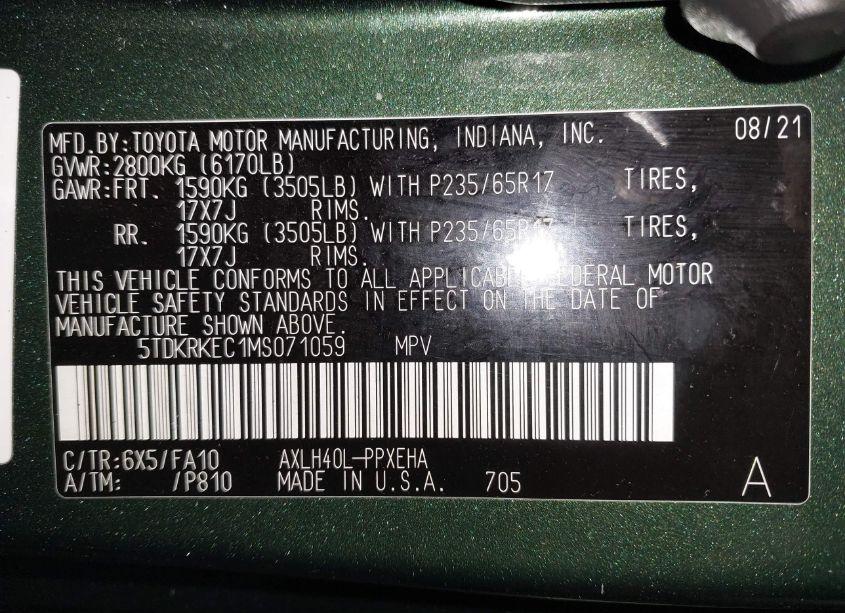 MFD.BY:TOYOTA MOTOR MANUFACTURING, INDIANA, INC. 08/21
GVWR:2800KG (6170LB)
GAWR:FRT. 1590KG (3505LB) WITH P235/65R17 TIRES,
17X7J RIMS.
RR. 1590KG (3505LB) WITH P235/65R17 TIRES,
17X7J RIMS.
THIS VEHICLE CONFORMS TO ALL APPLICABLE FEDERAL MOTOR
VEHICLE SAFETY STANDARDS IN EFFECT ON THE DATE OF
MANUFACTURE SHOWN ABOVE.
5TDKRKEC1MS071059 MPV
C/TR:6X5/FA10 AXLH40L-PPXEHA
A/TM: /P810 MADE IN U.S.A. 705 A